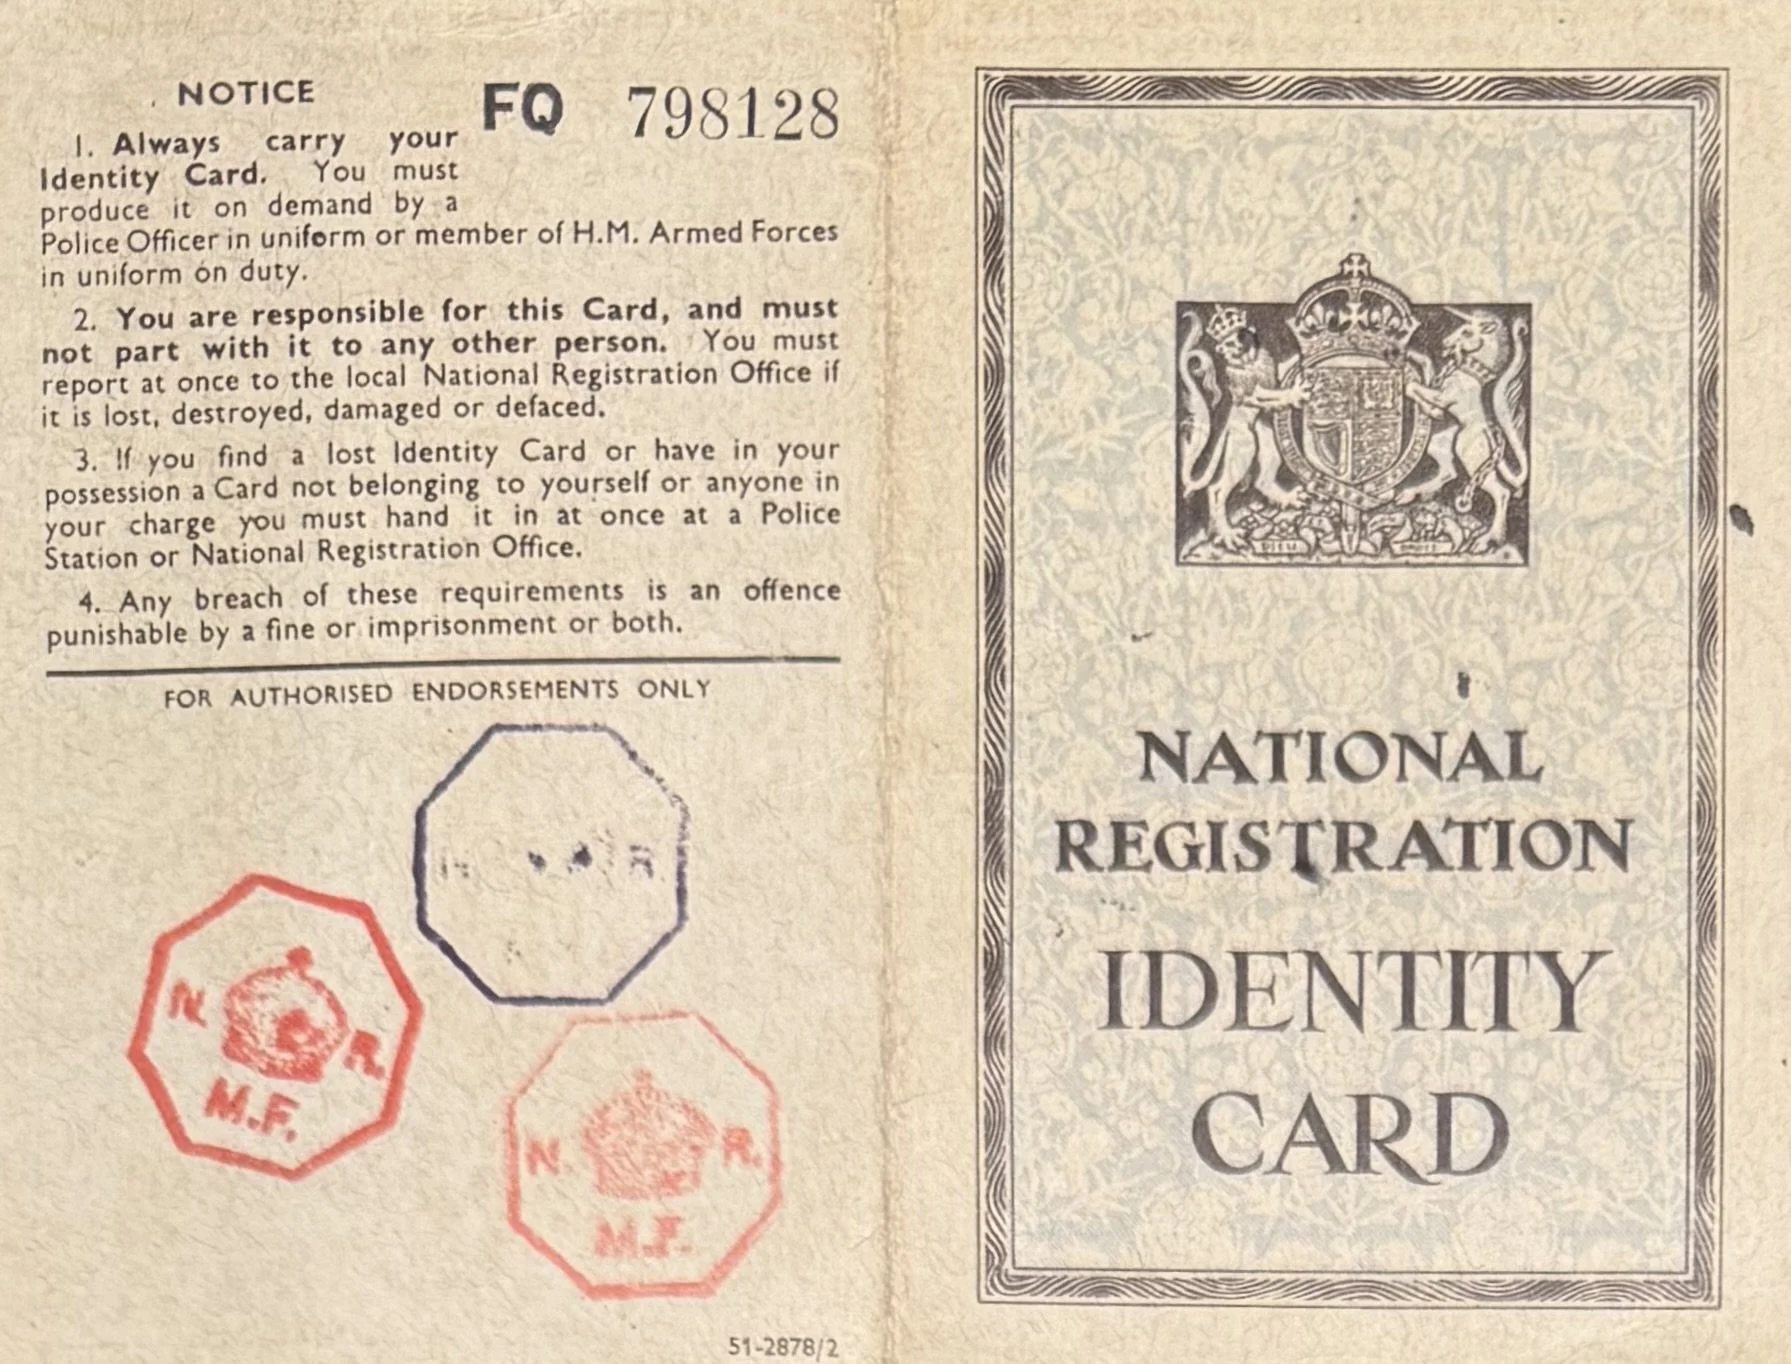 NOTICE
FQ 798128
1. Always carry your
Identity Card. You must
produce it on demand by a
Police Officer in uniform or member of H.M. Armed Forces
in uniform on duty.
2. You are responsible for this Card, and must
not part with it to any other person. You must
report at once to the local National Registration Office if
it is lost, destroyed, damaged or defaced.
3. If you find a lost Identity Card or have in your
possession a Card not belonging to yourself or anyone in
your charge you must hand it in at once at a Police
Station or National Registration Office.
4. Any breach of these requirements is an offence
punishable by a fine or imprisonment or both.
FOR AUTHORISED ENDORSEMENTS ONLY
R
N. R.
M.F.
N. R.
M.F.
51-2878/2
DIEU
NATIONAL
REGISTRATION
IDENTITY
CARD